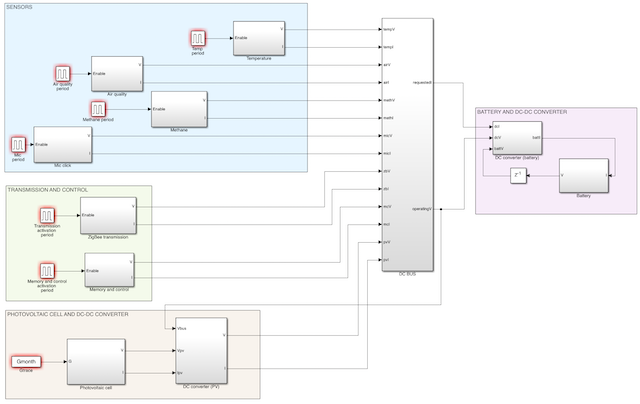 SENSORS
Temp
period
Enable
V
I
Temperature
Air quality
period
Enable
V
I
Air quality
Methane period
Enable
V
I
Methane
Mic
period
Enable
V
I
Mic click
TRANSMISSION AND CONTROL
Transmission
activation
period
Enable
V
I
ZigBee transmission
Memory and control
activation
period
Enable
V
I
Memory and control
PHOTOVOLTAIC CELL AND DC-DC CONVERTER
Gmonth
Gtrace
G
V
I
Photovoltaic cell
Vbus
Vpv
Ipv
V
I
DC converter (PV)
tempV
tempI
airV
airI
methV
methI
micV
micI
mcV
mcI
pvV
pvI
requestedI
operatingV
DC BUS
BATTERY AND DC-DC CONVERTER
dcI
dcV
battV
battI
DC converter (battery)
V
I
Battery